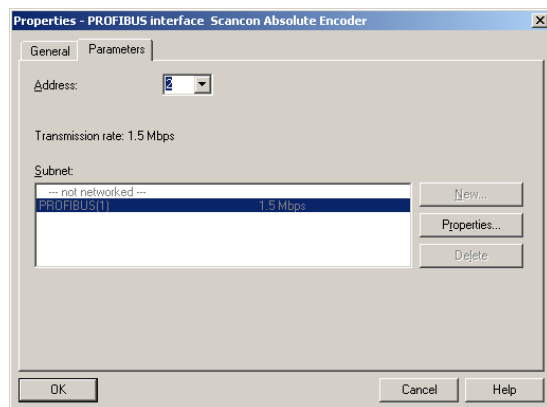 Properties - PROFIBUS interface Scancon Absolute Encoder
General Parameters
Address: 2
Transmission rate: 1.5 Mbps
Subnet:
--- not networked ---
PROFIBUS(1) 1.5 Mbps
New...
Properties...
Delete
OK Cancel Help